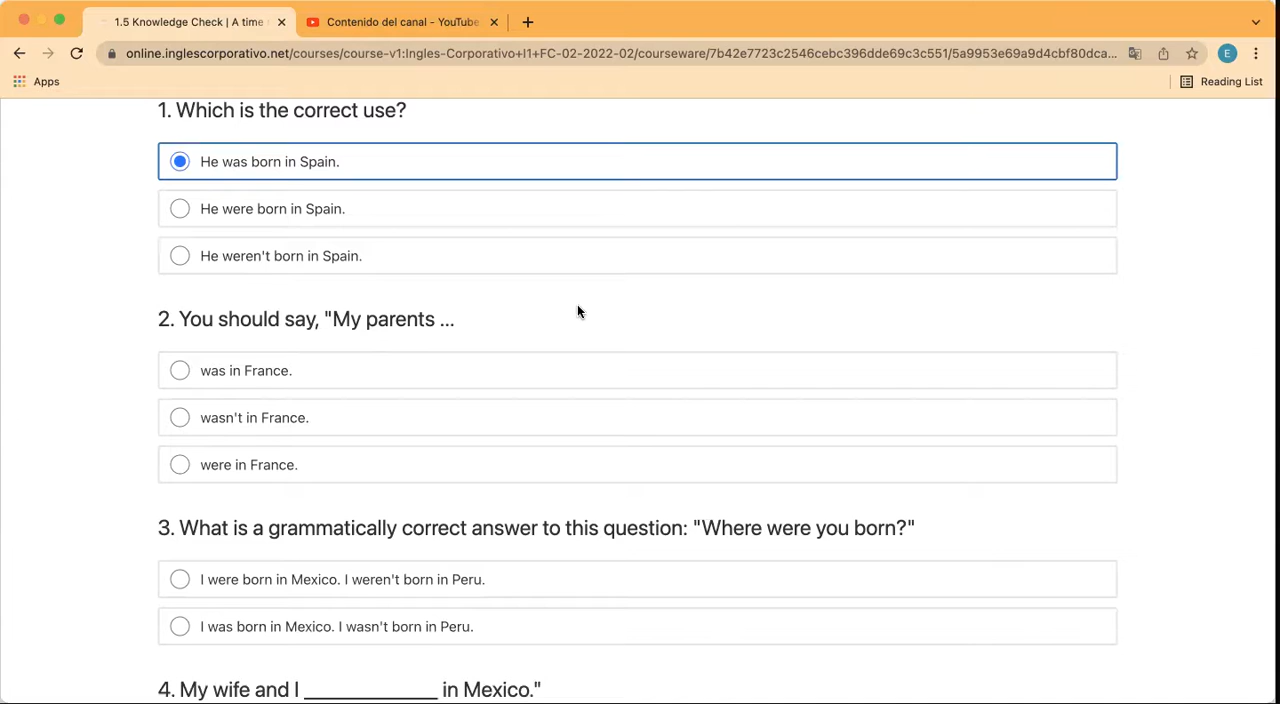 1.5 Knowledge Check | A time
Contenido del canal - YouTube
online.inglescorporativo.net/courses/course-v1:Ingles-Corporativo+I1+FC-02-2022-02/courseware/7b42e7723c2546cebc396dde69c3c551/5a9953e69a9d4cbf80dca...
E
Apps
Reading List
1. Which is the correct use?
He was born in Spain.
He were born in Spain.
He weren't born in Spain.
2. You should say, "My parents ...
was in France.
wasn't in France.
were in France.
3. What is a grammatically correct answer to this question: "Where were you born?"
I were born in Mexico. I weren't born in Peru.
I was born in Mexico. I wasn't born in Peru.
4. My wife and I _____________ in Mexico."